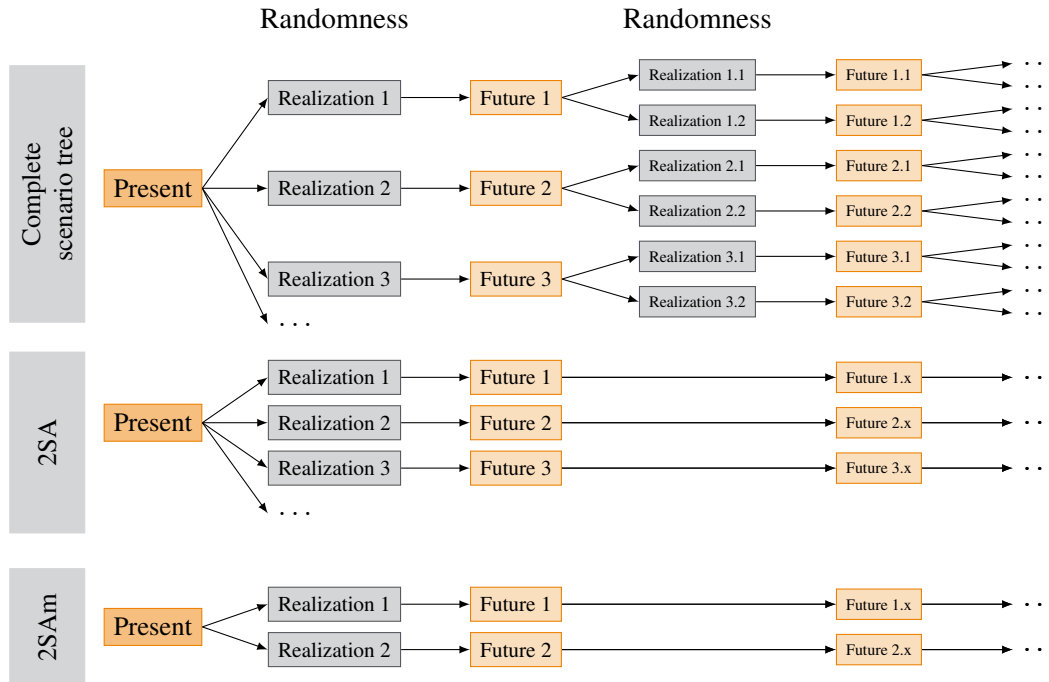 Randomness
Randomness
Complete
scenario tree
Present
Realization 1
Future 1
Realization 1.1
Future 1.1
. .
Realization 1.2
Future 1.2
. .
Realization 2
Future 2
Realization 2.1
Future 2.1
. .
Realization 2.2
Future 2.2
. .
Realization 3
Future 3
Realization 3.1
Future 3.1
. .
Realization 3.2
Future 3.2
. .
. . .
2SA
Present
Realization 1
Future 1
Future 1.x
. .
Realization 2
Future 2
Future 2.x
. .
Realization 3
Future 3
Future 3.x
. .
. . .
2SAm
Present
Realization 1
Future 1
Future 1.x
. .
Realization 2
Future 2
Future 2.x
. .